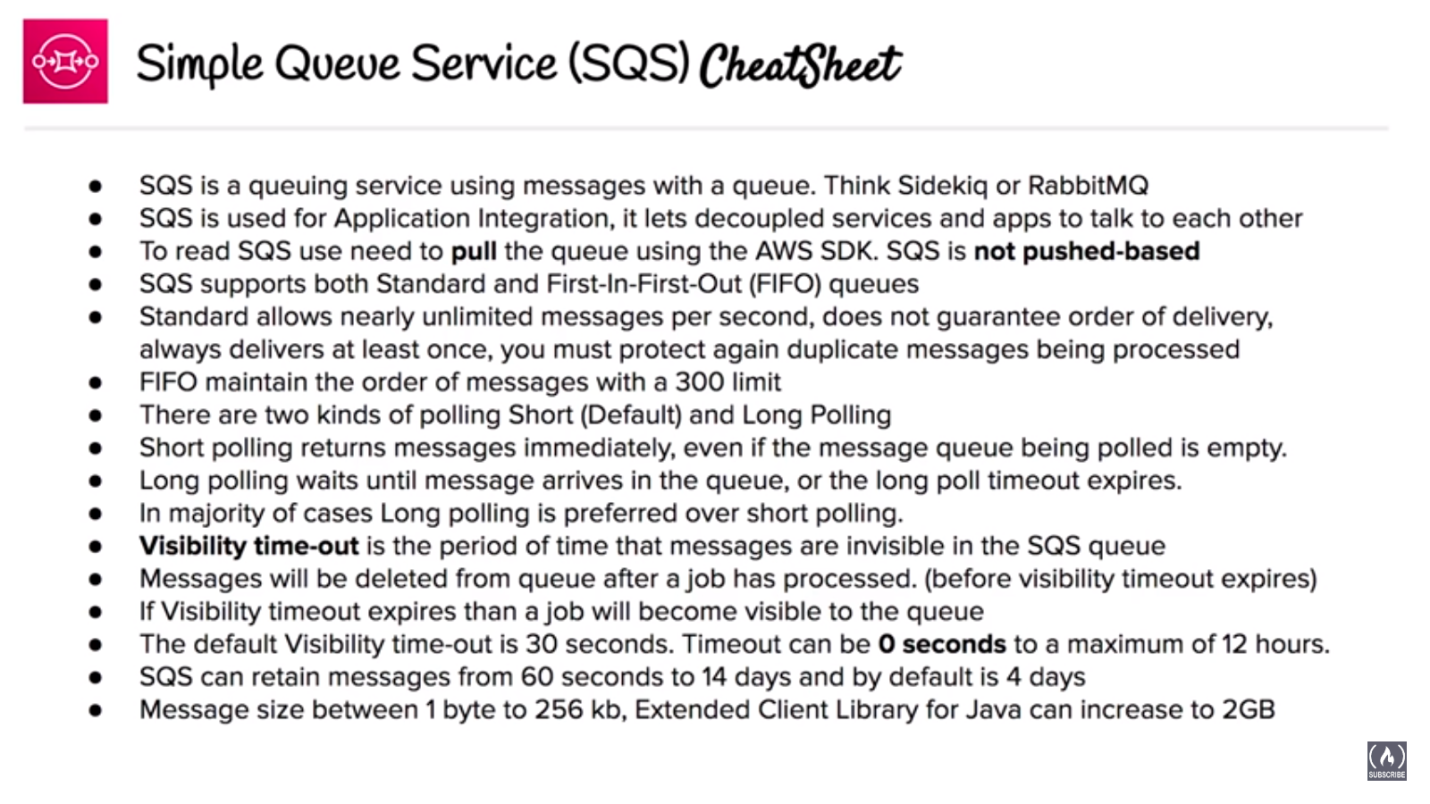 Simple Queue Service (SQS) CheatSheet
● SQS is a queuing service using messages with a queue. Think Sidekiq or RabbitMQ
● SQS is used for Application Integration, it lets decoupled services and apps to talk to each other
● To read SQS use need to pull the queue using the AWS SDK. SQS is not pushed-based
● SQS supports both Standard and First-In-First-Out (FIFO) queues
● Standard allows nearly unlimited messages per second, does not guarantee order of delivery,
always delivers at least once, you must protect again duplicate messages being processed
● FIFO maintain the order of messages with a 300 limit
● There are two kinds of polling Short (Default) and Long Polling
● Short polling returns messages immediately, even if the message queue being polled is empty.
● Long polling waits until message arrives in the queue, or the long poll timeout expires.
● In majority of cases Long polling is preferred over short polling.
● Visibility time-out is the period of time that messages are invisible in the SQS queue
● Messages will be deleted from queue after a job has processed. (before visibility timeout expires)
● If Visibility timeout expires than a job will become visible to the queue
● The default Visibility time-out is 30 seconds. Timeout can be 0 seconds to a maximum of 12 hours.
● SQS can retain messages from 60 seconds to 14 days and by default is 4 days
● Message size between 1 byte to 256 kb, Extended Client Library for Java can increase to 2GB
SUBSCRIBE